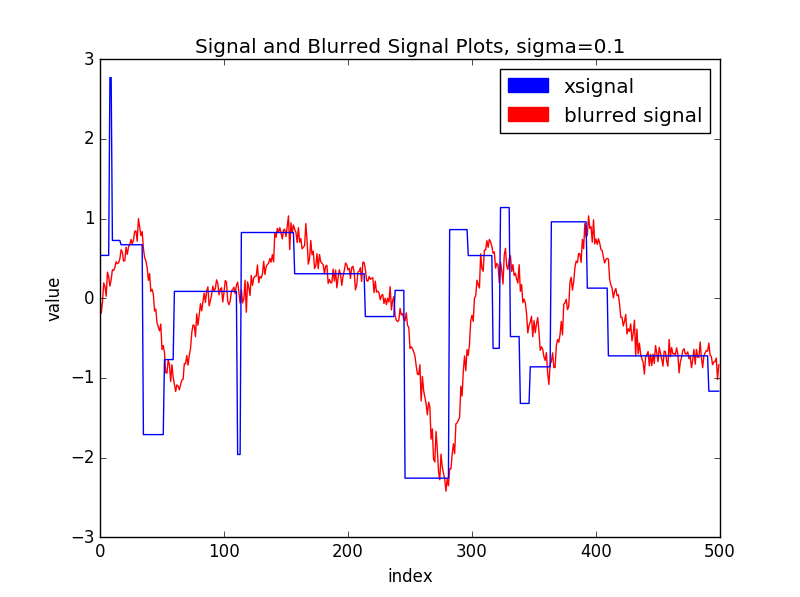 Signal and Blurred Signal Plots, sigma=0.1
xsignal
blurred signal
3
2
1
0
−1
−2
−3
value
0 100 200 300 400 500
index